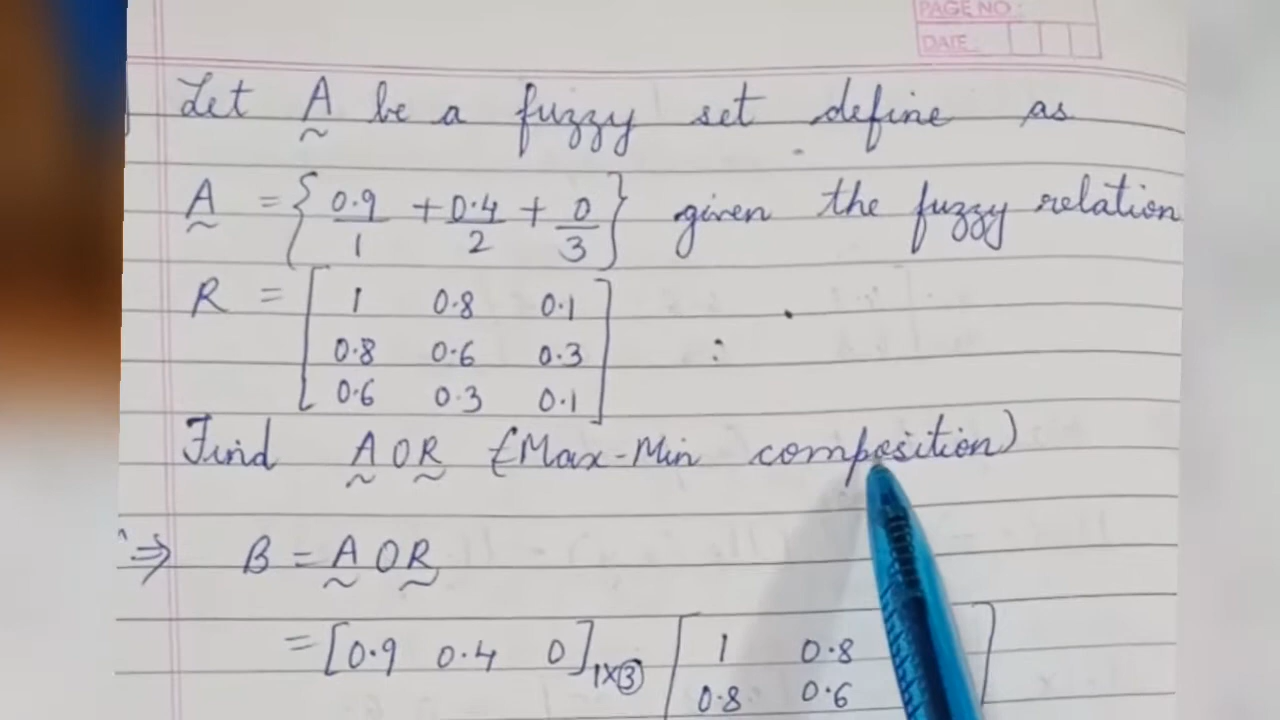 PAGE NO :
DATE :
Let A be a fuzzy set define as
~
A = { 0.9/1 + 0.4/2 + 0/3 } given the fuzzy relation
~
R = [ 1 0.8 0.1
0.8 0.6 0.3
0.6 0.3 0.1 ]
Find A O R (Max-Min composition)
~ ~
⇒ B = A O R
~ ~
= [0.9 0.4 0]1×3 [ 1 0.8 ]
0.8 0.6